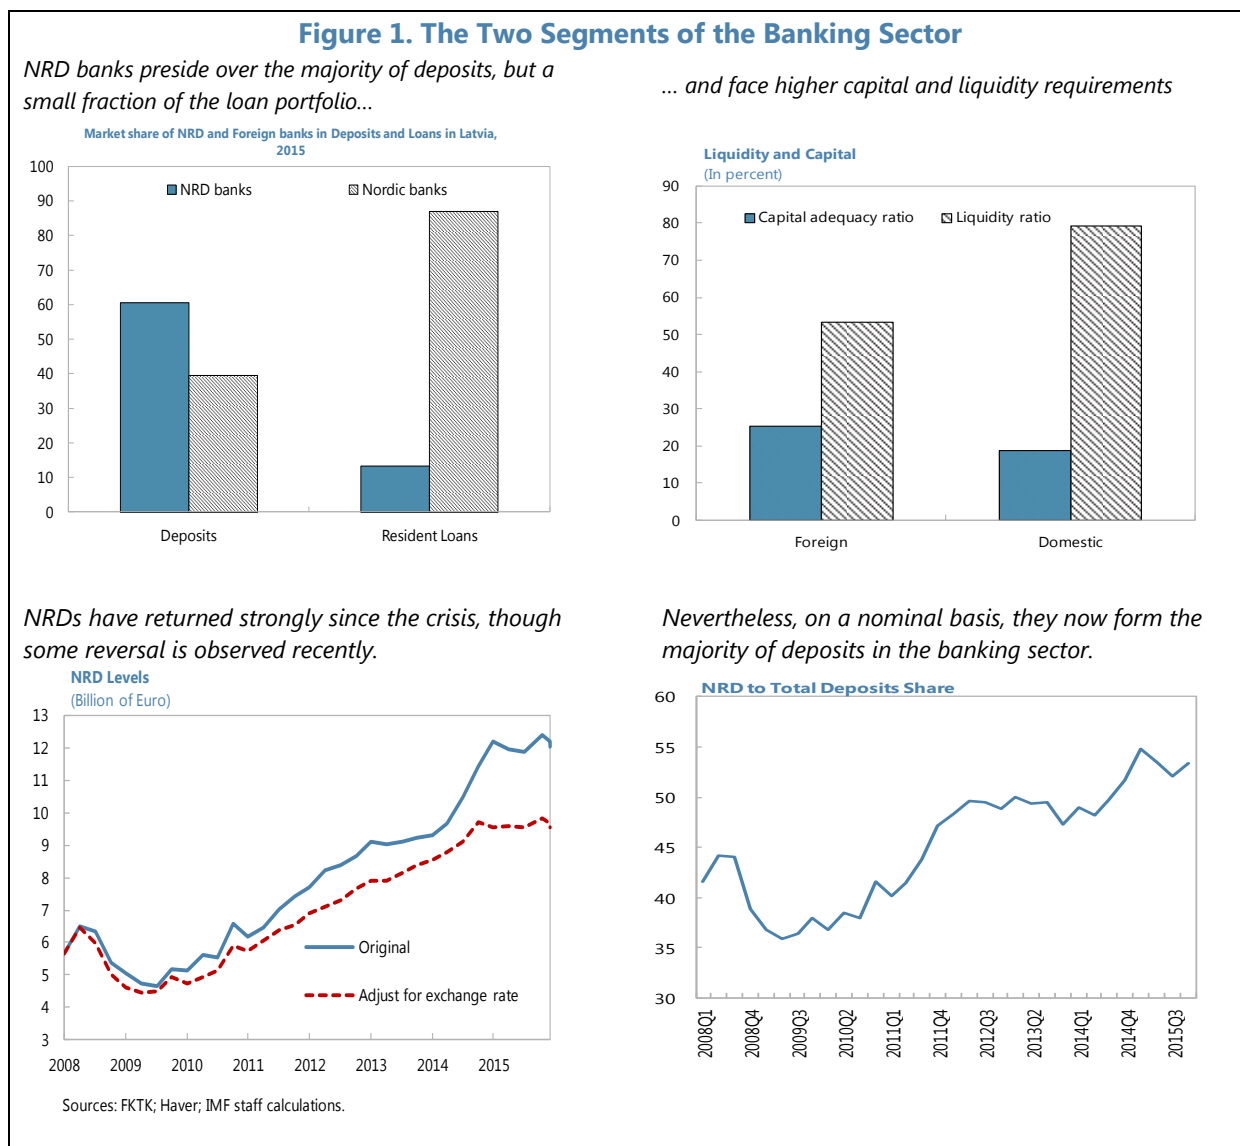 Figure 1. The Two Segments of the Banking Sector
NRD banks preside over the majority of deposits, but a
small fraction of the loan portfolio...
Market share of NRD and Foreign banks in Deposits and Loans in Latvia,
2015
100
90
80
70
60
50
40
30
20
10
0
NRD banks
Nordic banks
Deposits
Resident Loans
... and face higher capital and liquidity requirements
Liquidity and Capital
(In percent)
90
80
70
60
50
40
30
20
10
0
Capital adequacy ratio
Liquidity ratio
Foreign
Domestic
NRDs have returned strongly since the crisis, though
some reversal is observed recently.
NRD Levels
(Billion of Euro)
13
12
11
10
9
8
7
6
5
4
3
Original
Adjust for exchange rate
2008 2009 2010 2011 2012 2013 2014 2015
Nevertheless, on a nominal basis, they now form the
majority of deposits in the banking sector.
NRD to Total Deposits Share
60
55
50
45
40
35
30
2008Q1
2008Q4
2009Q3
2010Q2
2011Q1
2011Q4
2012Q3
2013Q2
2014Q1
2014Q4
2015Q3
Sources: FKTK; Haver; IMF staff calculations.